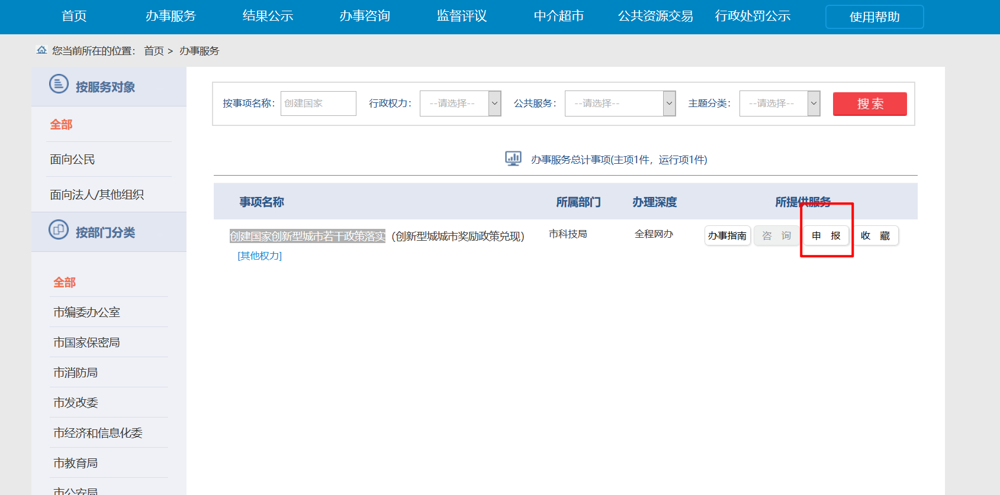 首页 办事服务 结果公示 办事咨询 监督评议 中介超市 公共资源交易 行政处罚公示 使用帮助
您当前所在的位置： 首页 > 办事服务
按服务对象
全部
面向公民
面向法人/其他组织
按部门分类
全部
市编委办公室
市国家保密局
市消防局
市发改委
市经济和信息化委
市教育局
市公安局
按事项名称： 创建国家 行政权力： --请选择-- 公共服务： --请选择-- 主题分类： --请选择-- 搜索
办事服务总计事项(主项1件，运行项1件)
事项名称 所属部门 办理深度 所提供服务
创建国家创新型城市若干政策落实（创新型城城市奖励政策兑现） 市科技局 全程网办 办事指南 咨 询 申 报 收 藏
[其他权力]